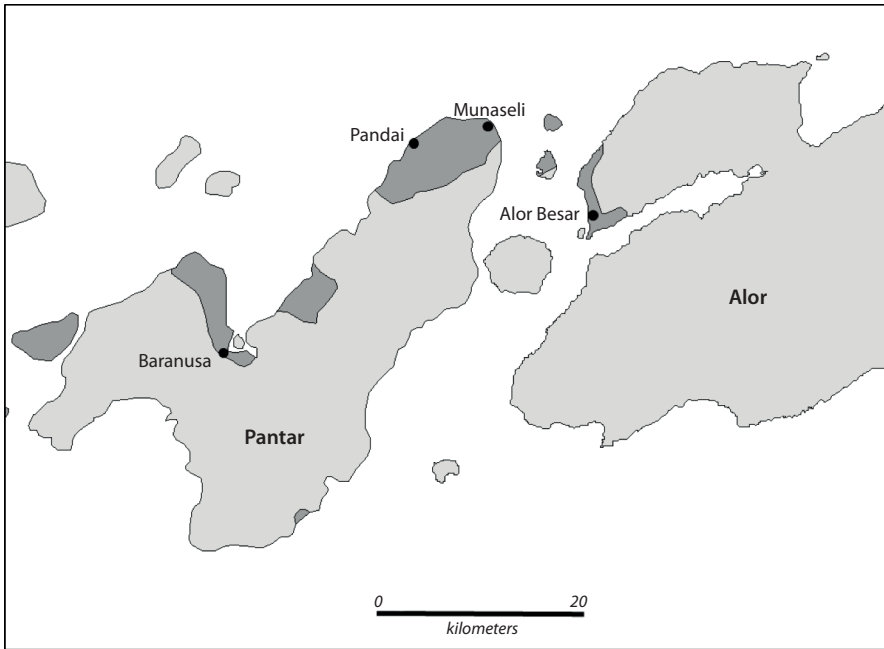 Munaseli
Pandai
Alor Besar
Alor
Baranusa
Pantar
0 20
kilometers